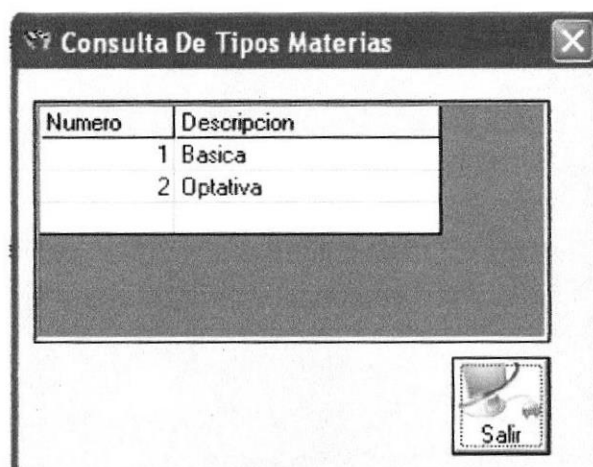 Consulta De Tipos Materias
Numero Descripcion
1 Basica
2 Optativa
Salir